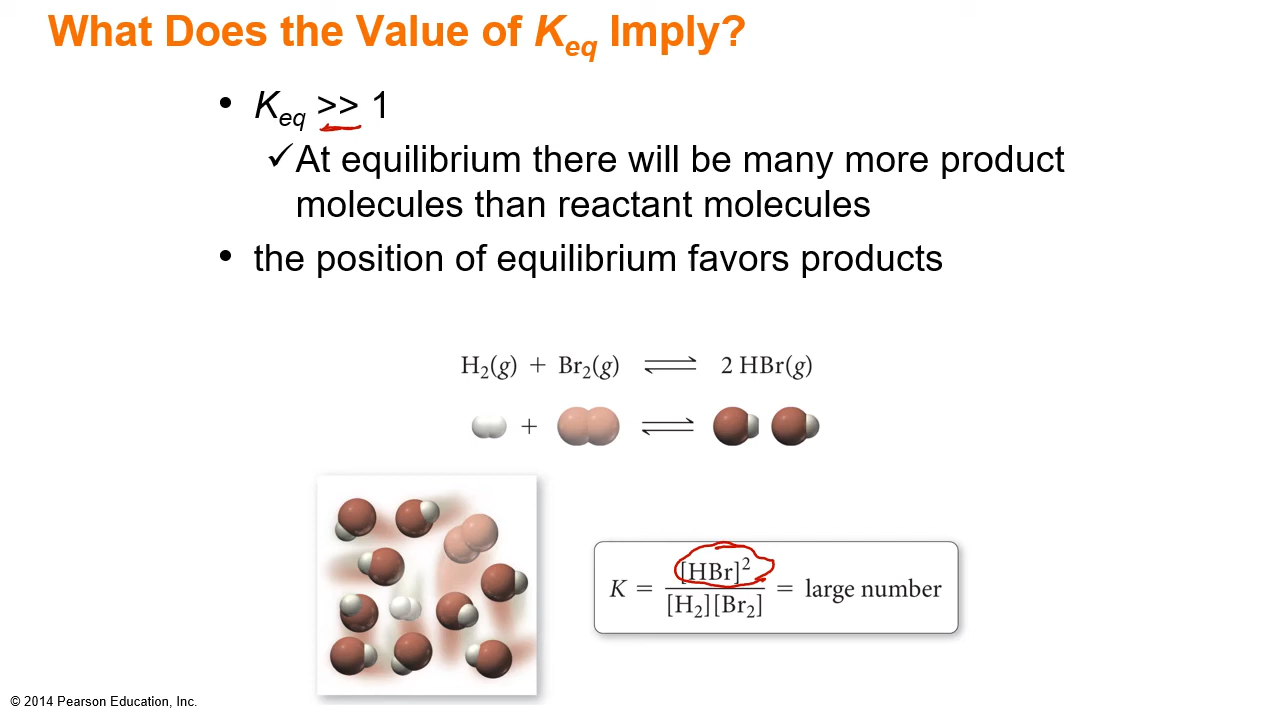 What Does the Value of Keq Imply?
• Keq >> 1
✓At equilibrium there will be many more product
molecules than reactant molecules
• the position of equilibrium favors products
H₂(g) + Br₂(g) ⇌ 2 HBr(g)
+ ⇌
K = [HBr]² / [H₂][Br₂] = large number
© 2014 Pearson Education, Inc.